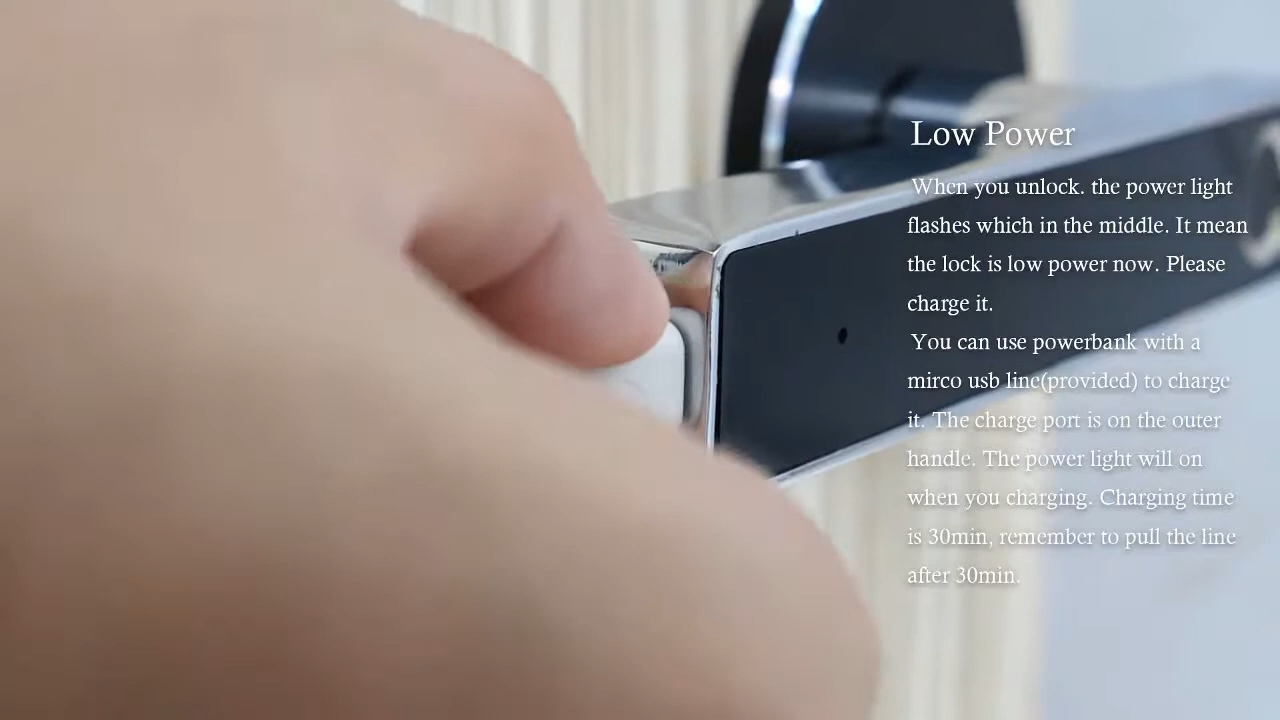 Low Power
When you unlock. the power light
flashes which in the middle. It mean
the lock is low power now. Please
charge it.
You can use powerbank with a
mirco usb line(provided) to charge
it. The charge port is on the outer
handle. The power light will on
when you charging. Charging time
is 30min, remember to pull the line
after 30min.